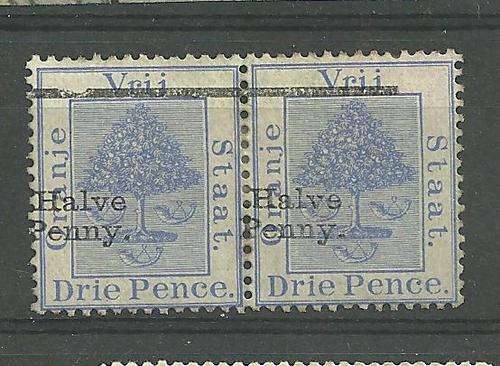 Vrij
Oranje
Staat.
Halve
Penny.
Drie Pence.
Vrij
Oranje
Staat.
Halve
Penny.
Drie Pence.